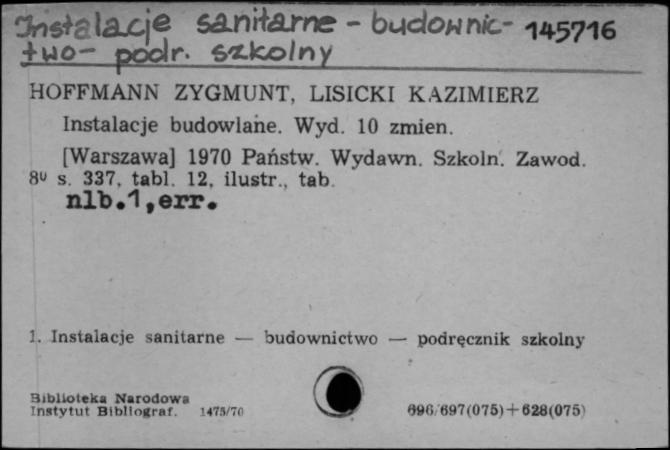 Instalacje sanitarne - budownic- 145716
two - podr. szkolny
HOFFMANN ZYGMUNT, LISICKI KAZIMIERZ
Instalacje budowlane. Wyd. 10 zmien.
[Warszawa] 1970 Państw. Wydawn. Szkoln. Zawod.
8⁰ s. 337, tabl. 12, ilustr., tab.
nlb.1,err.
1. Instalacje sanitarne — budownictwo — podręcznik szkolny
Biblioteka Narodowa
Instytut Bibliograf. 1475/70 696/697(075)+628(075)